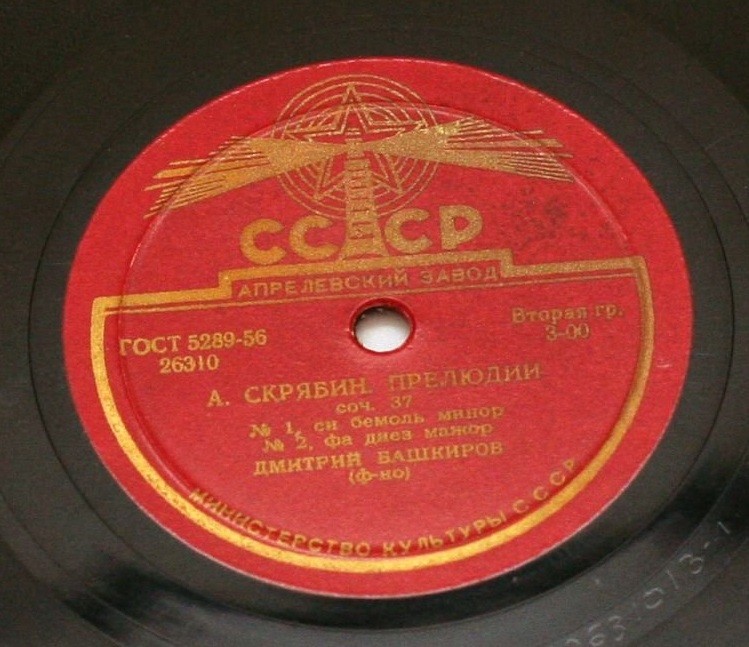 СССР
АПРЕЛЕВСКИЙ ЗАВОД
ГОСТ 5289-56
26310
Вторая гр.
3-00
А. СКРЯБИН. ПРЕЛЮДИИ
соч. 37
№ 1, си бемоль минор
№ 2, фа диез мажор
ДМИТРИЙ БАШКИРОВ
(ф-но)
МИНИСТЕРСТВО КУЛЬТУРЫ СССР